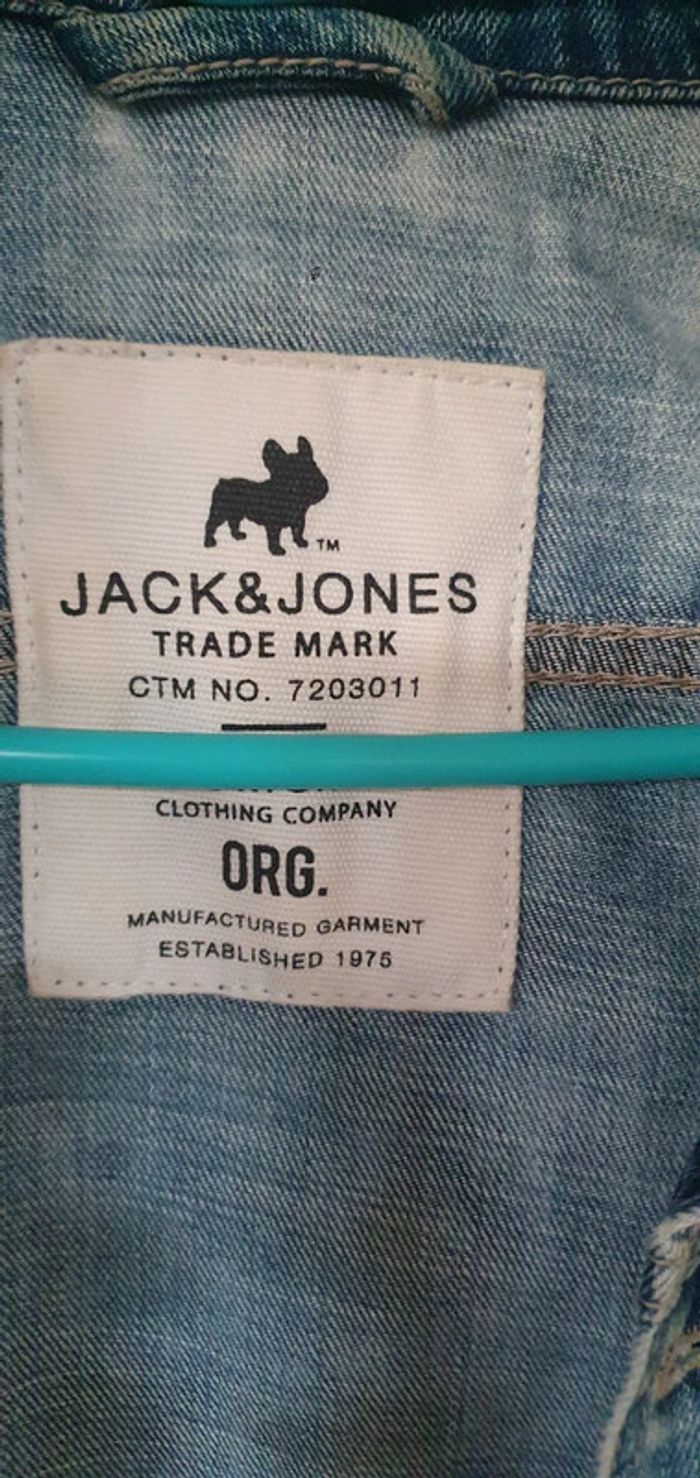 TM
JACK&JONES
TRADE MARK
CTM NO. 7203011
CLOTHING COMPANY
ORG.
MANUFACTURED GARMENT
ESTABLISHED 1975